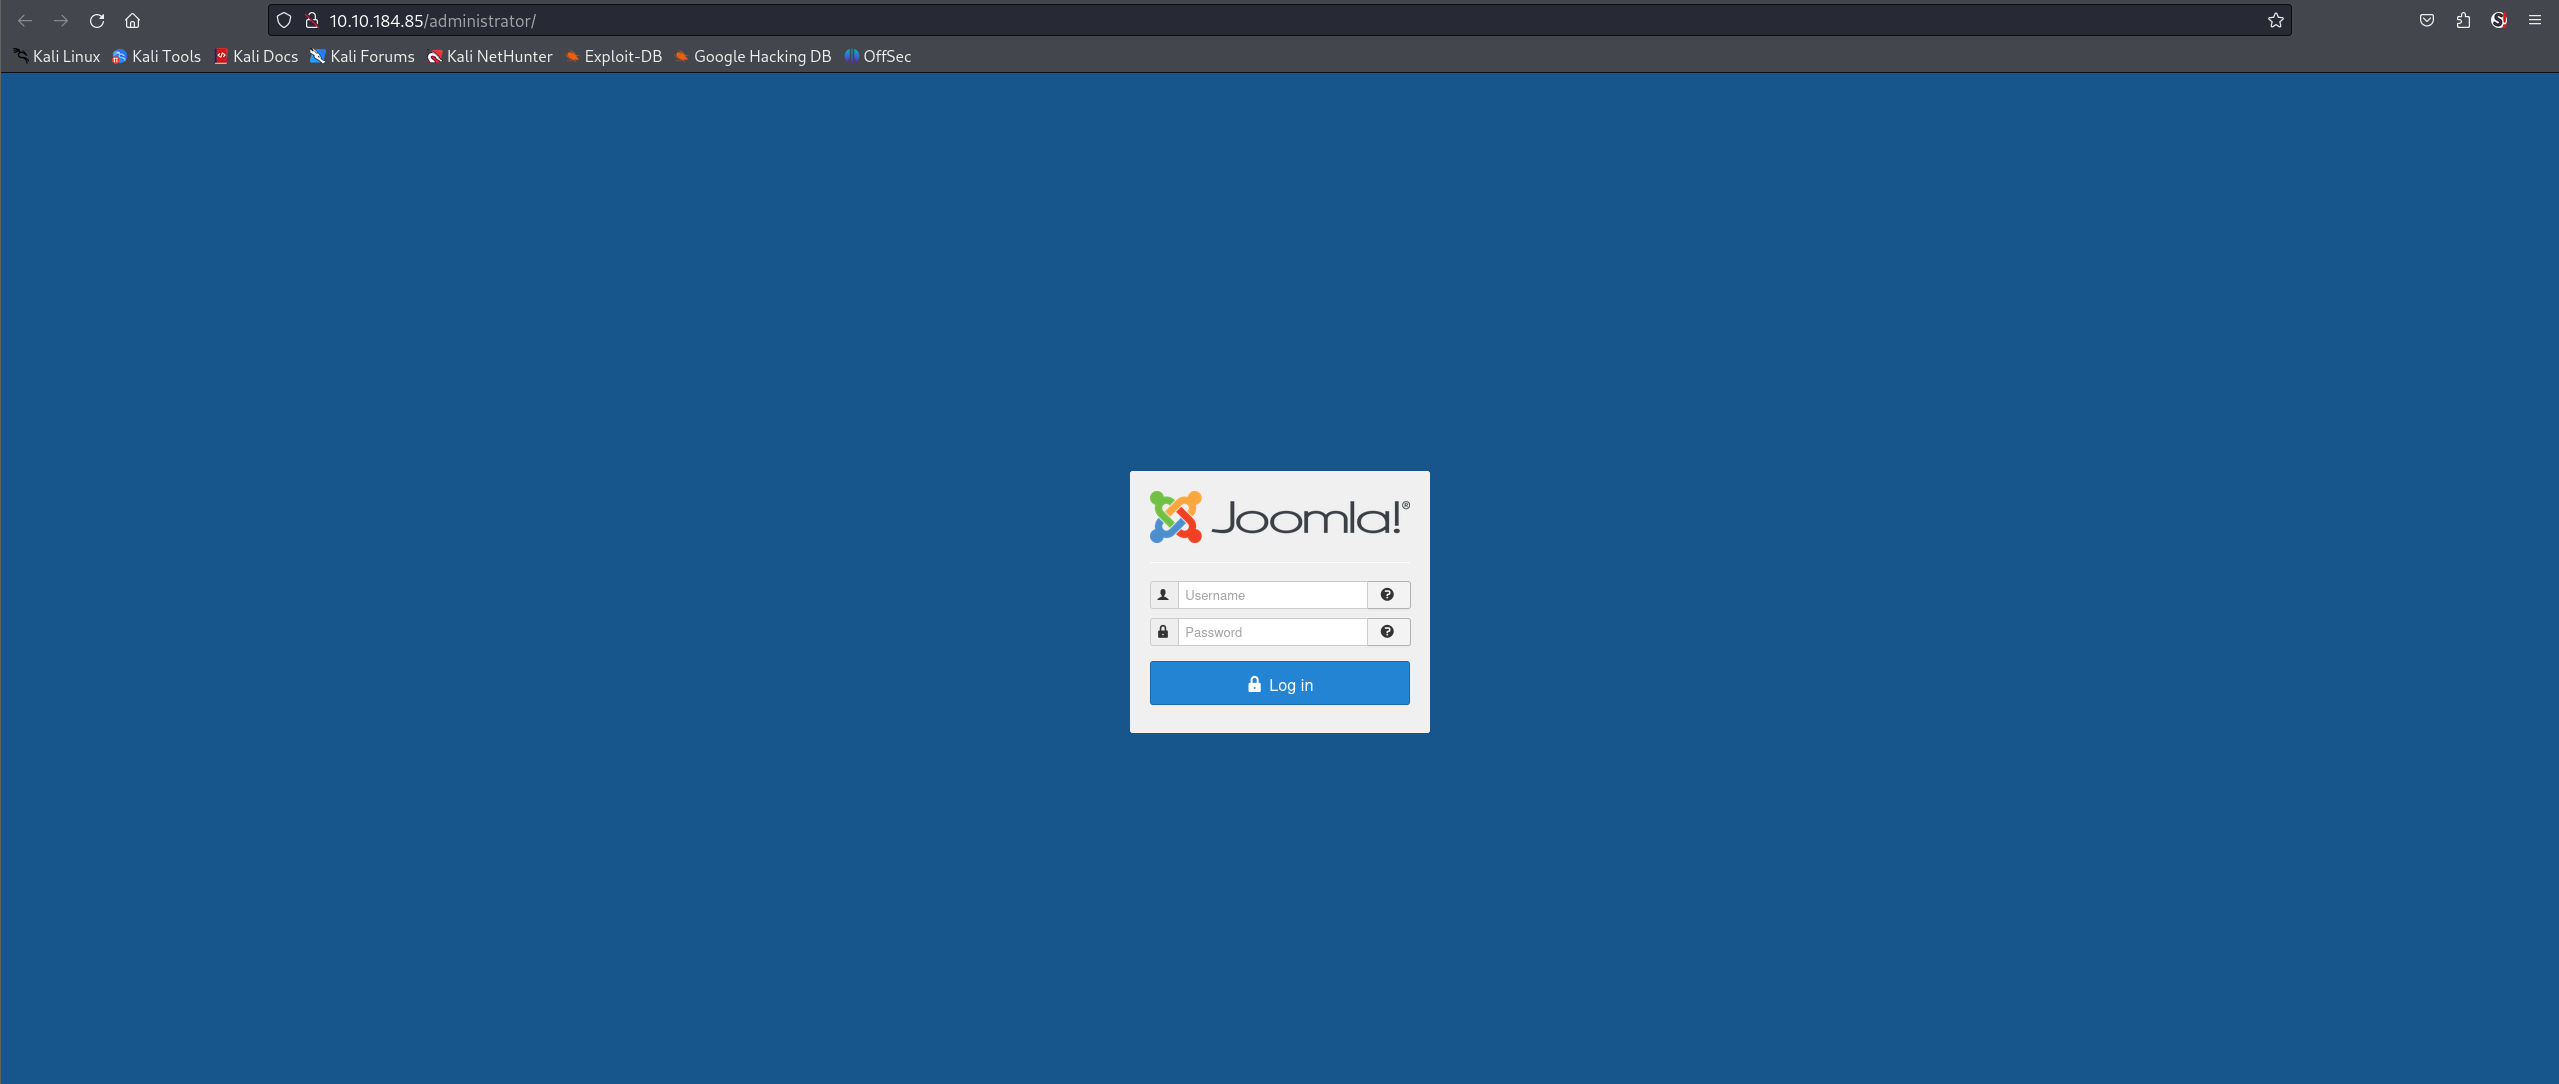 10.10.184.85/administrator/
Kali Linux Kali Tools Kali Docs Kali Forums Kali NetHunter Exploit-DB Google Hacking DB OffSec
Joomla!®
Username
Password
Log in